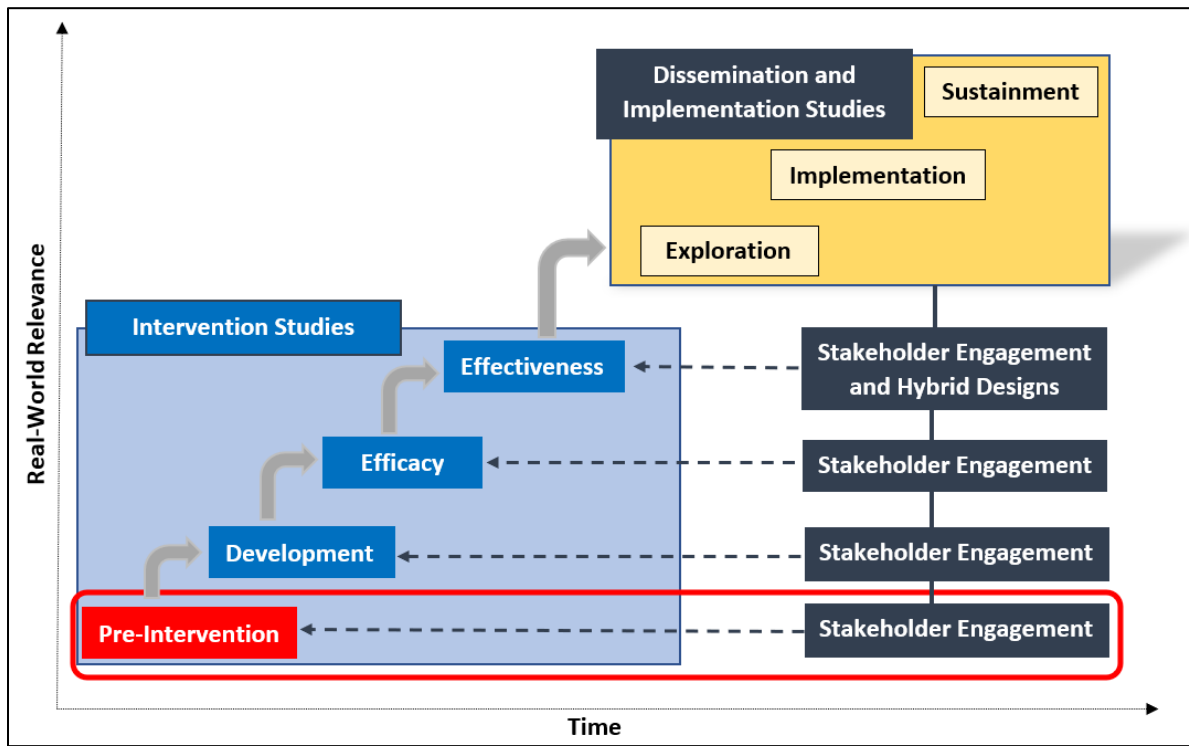 Dissemination and
Implementation Studies
Sustainment
Implementation
Exploration
Real-World Relevance
Intervention Studies
Effectiveness
Stakeholder Engagement
and Hybrid Designs
Efficacy
Stakeholder Engagement
Development
Stakeholder Engagement
Pre-Intervention
Stakeholder Engagement
Time